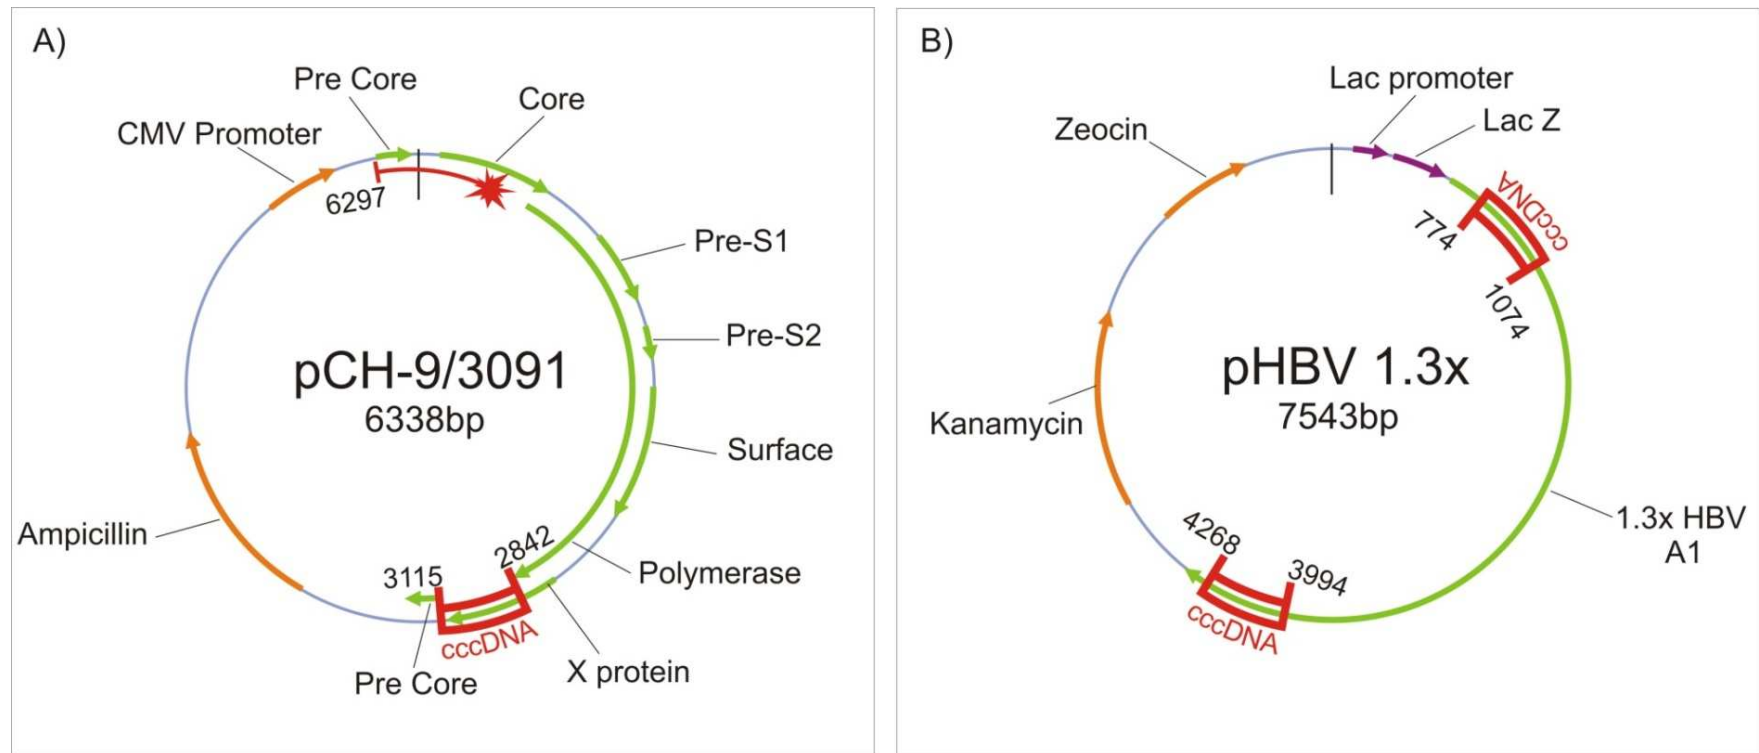 A)
Pre Core
Core
CMV Promoter
6297
Pre-S1
Pre-S2
pCH-9/3091
6338bp
Surface
Ampicillin
2842
3115
Polymerase
cccDNA
X protein
Pre Core
B)
Lac promoter
Lac Z
Zeocin
cccDNA
774
1074
pHBV 1.3x
7543bp
Kanamycin
1.3x HBV
A1
4268
3994
cccDNA